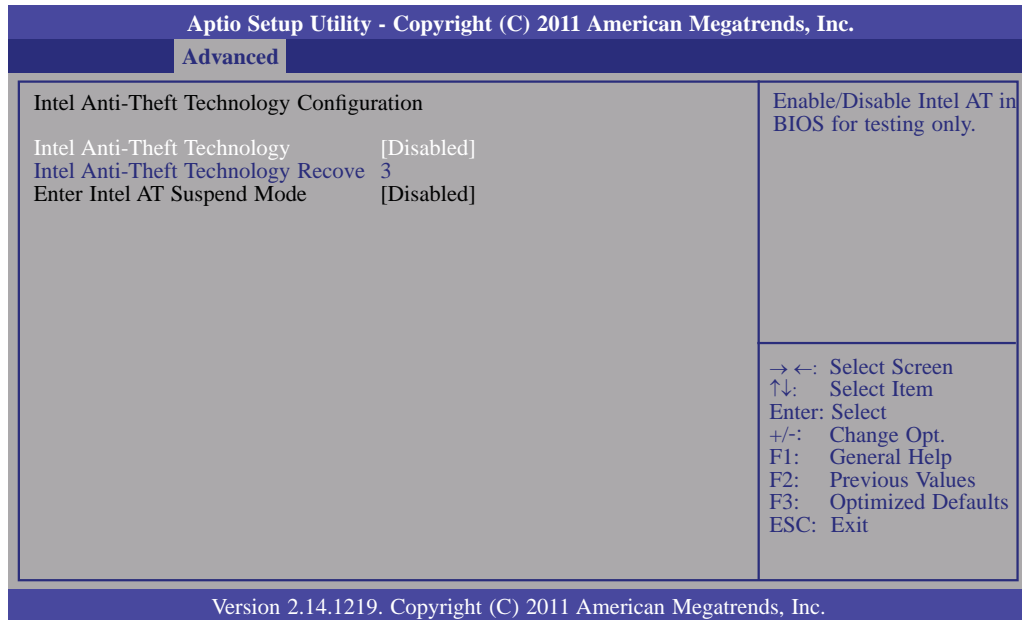 Aptio Setup Utility - Copyright (C) 2011 American Megatrends, Inc.
Advanced
Intel Anti-Theft Technology Configuration
Intel Anti-Theft Technology [Disabled]
Intel Anti-Theft Technology Recove 3
Enter Intel AT Suspend Mode [Disabled]
Enable/Disable Intel AT in
BIOS for testing only.
→ ←: Select Screen
↑↓: Select Item
Enter: Select
+/-: Change Opt.
F1: General Help
F2: Previous Values
F3: Optimized Defaults
ESC: Exit
Version 2.14.1219. Copyright (C) 2011 American Megatrends, Inc.